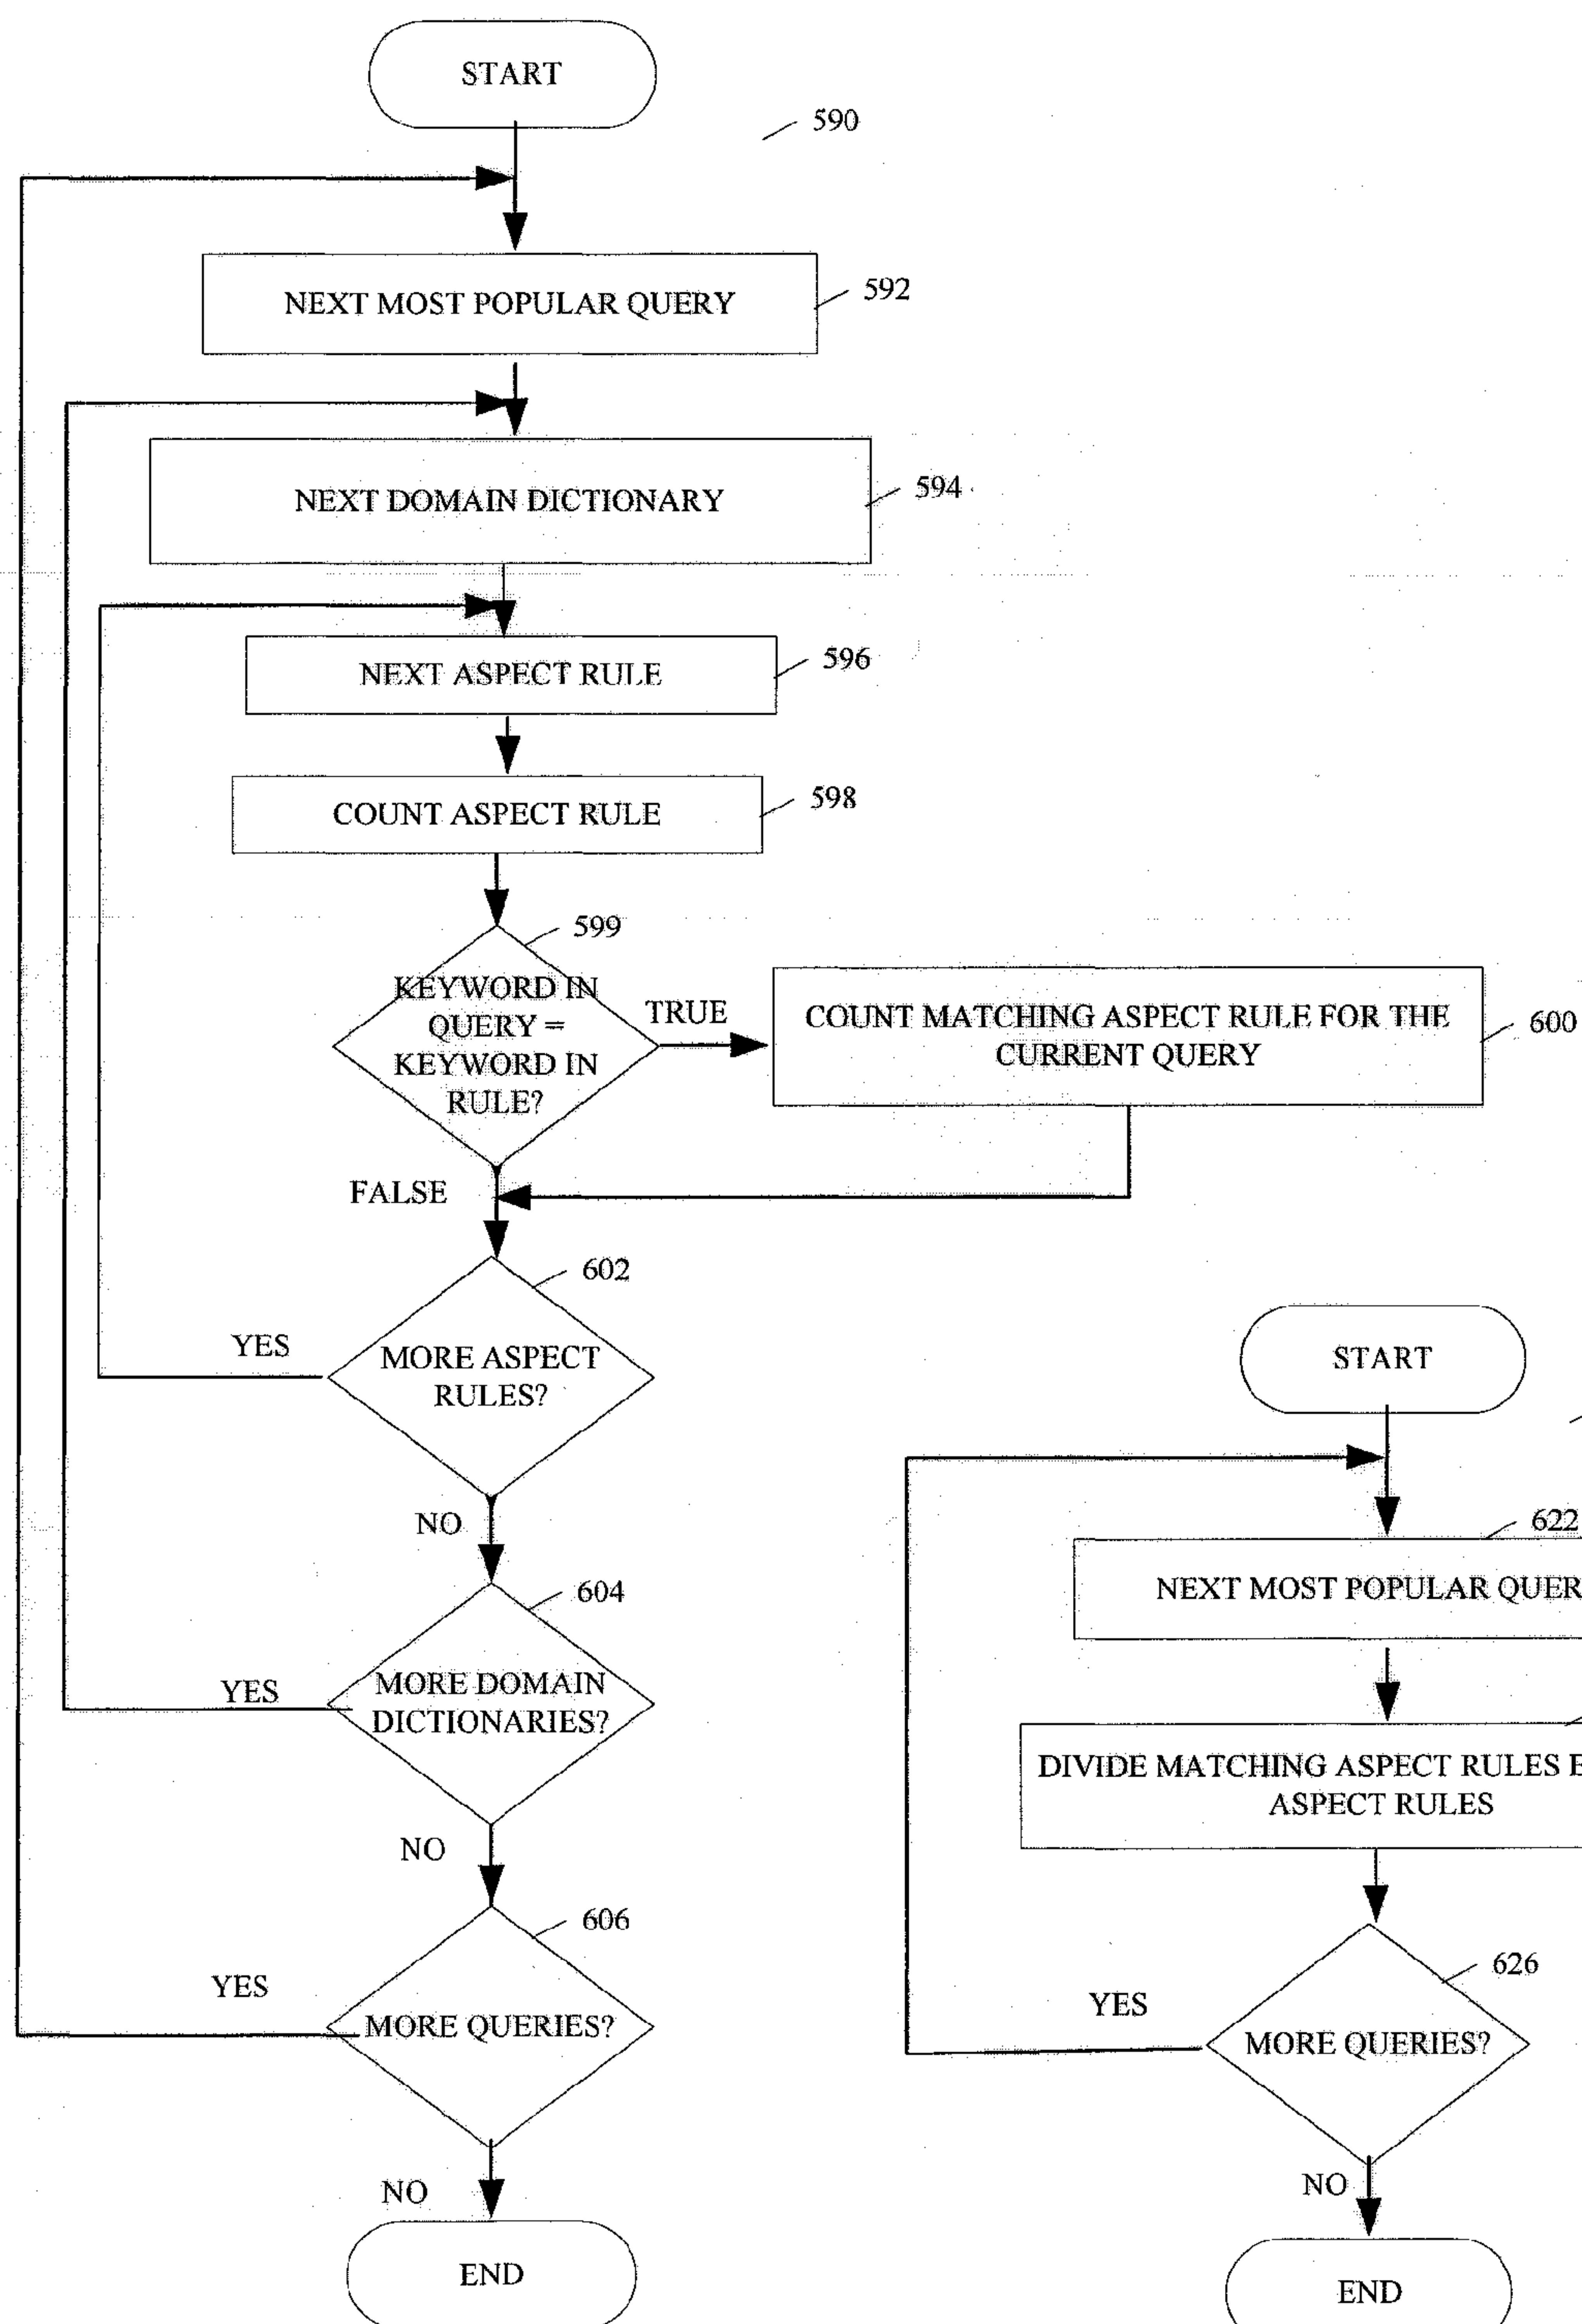 START
590
NEXT MOST POPULAR QUERY
592
NEXT DOMAIN DICTIONARY
594
NEXT ASPECT RULE
596
COUNT ASPECT RULE
598
599
KEYWORD IN
QUERY =
KEYWORD IN
RULE?
TRUE
COUNT MATCHING ASPECT RULE FOR THE
CURRENT QUERY
600
FALSE
602
MORE ASPECT
RULES?
YES
NO
604
MORE DOMAIN
DICTIONARIES?
YES
NO
606
MORE QUERIES?
YES
NO
END
START
622
NEXT MOST POPULAR
DIVIDE MATCHING ASPECT RULES
ASPECT RULES
626
MORE QUERIES?
YES
NO
END